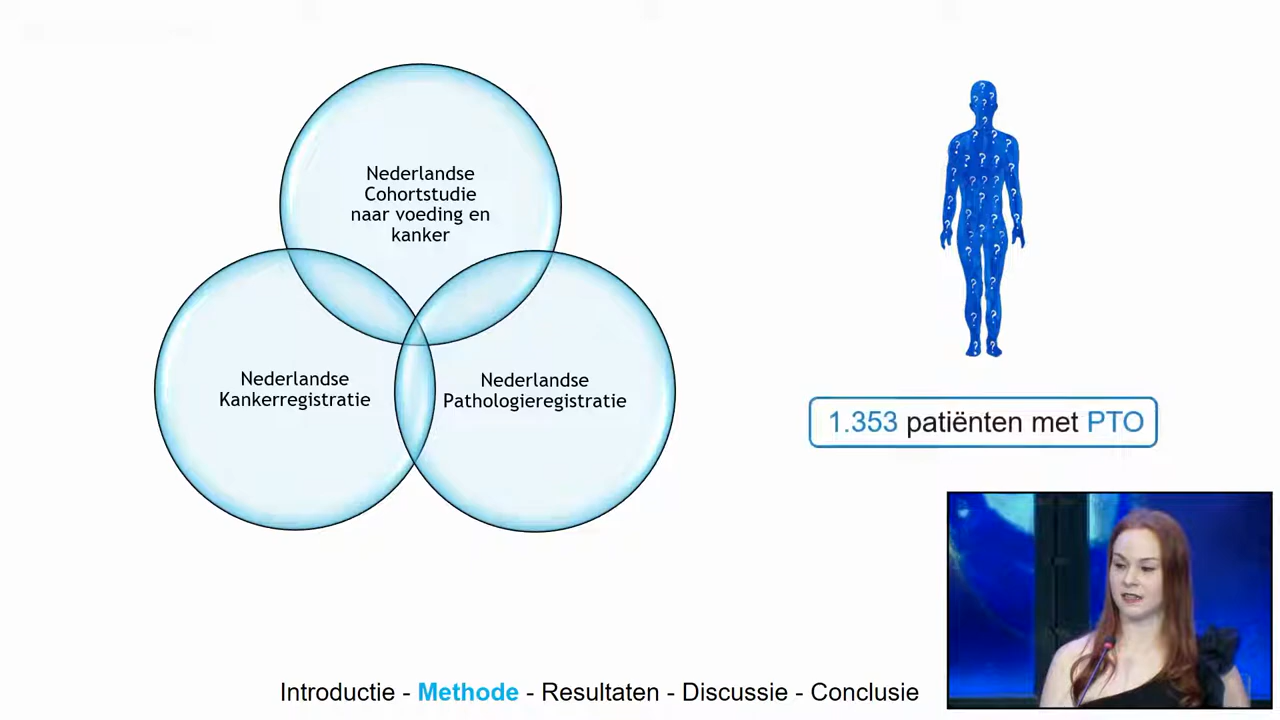 Nederlandse
Cohortstudie
naar voeding en
kanker
Nederlandse
Kankerregistratie
Nederlandse
Pathologieregistratie
1.353 patiënten met PTO
Introductie - Methode - Resultaten - Discussie - Conclusie